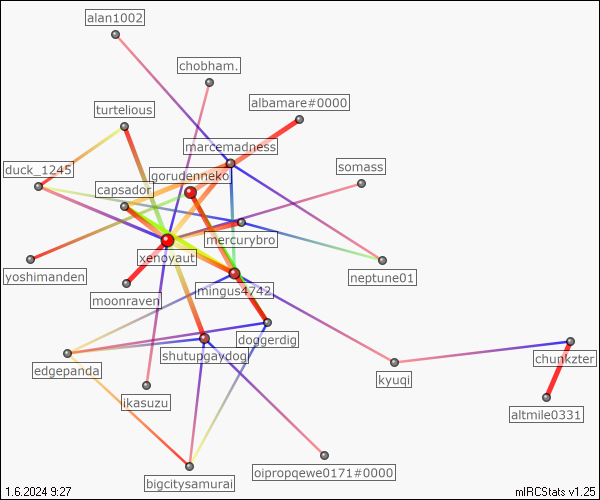 alan1002
chobham.
albamare#0000
turtelious
marcemadness
somass
duck_1245
gorudenneko
capsador
mercurybro
xenoyaut
yoshimanden
neptune01
moonraven
mingus4742
doggerdig
shutupgaydog
chunkzter
edgepanda
kyuqi
ikasuzu
altmile0331
oipropqewe0171#0000
bigcitysamurai
1.6.2024 9:27
mIRCStats v1.25